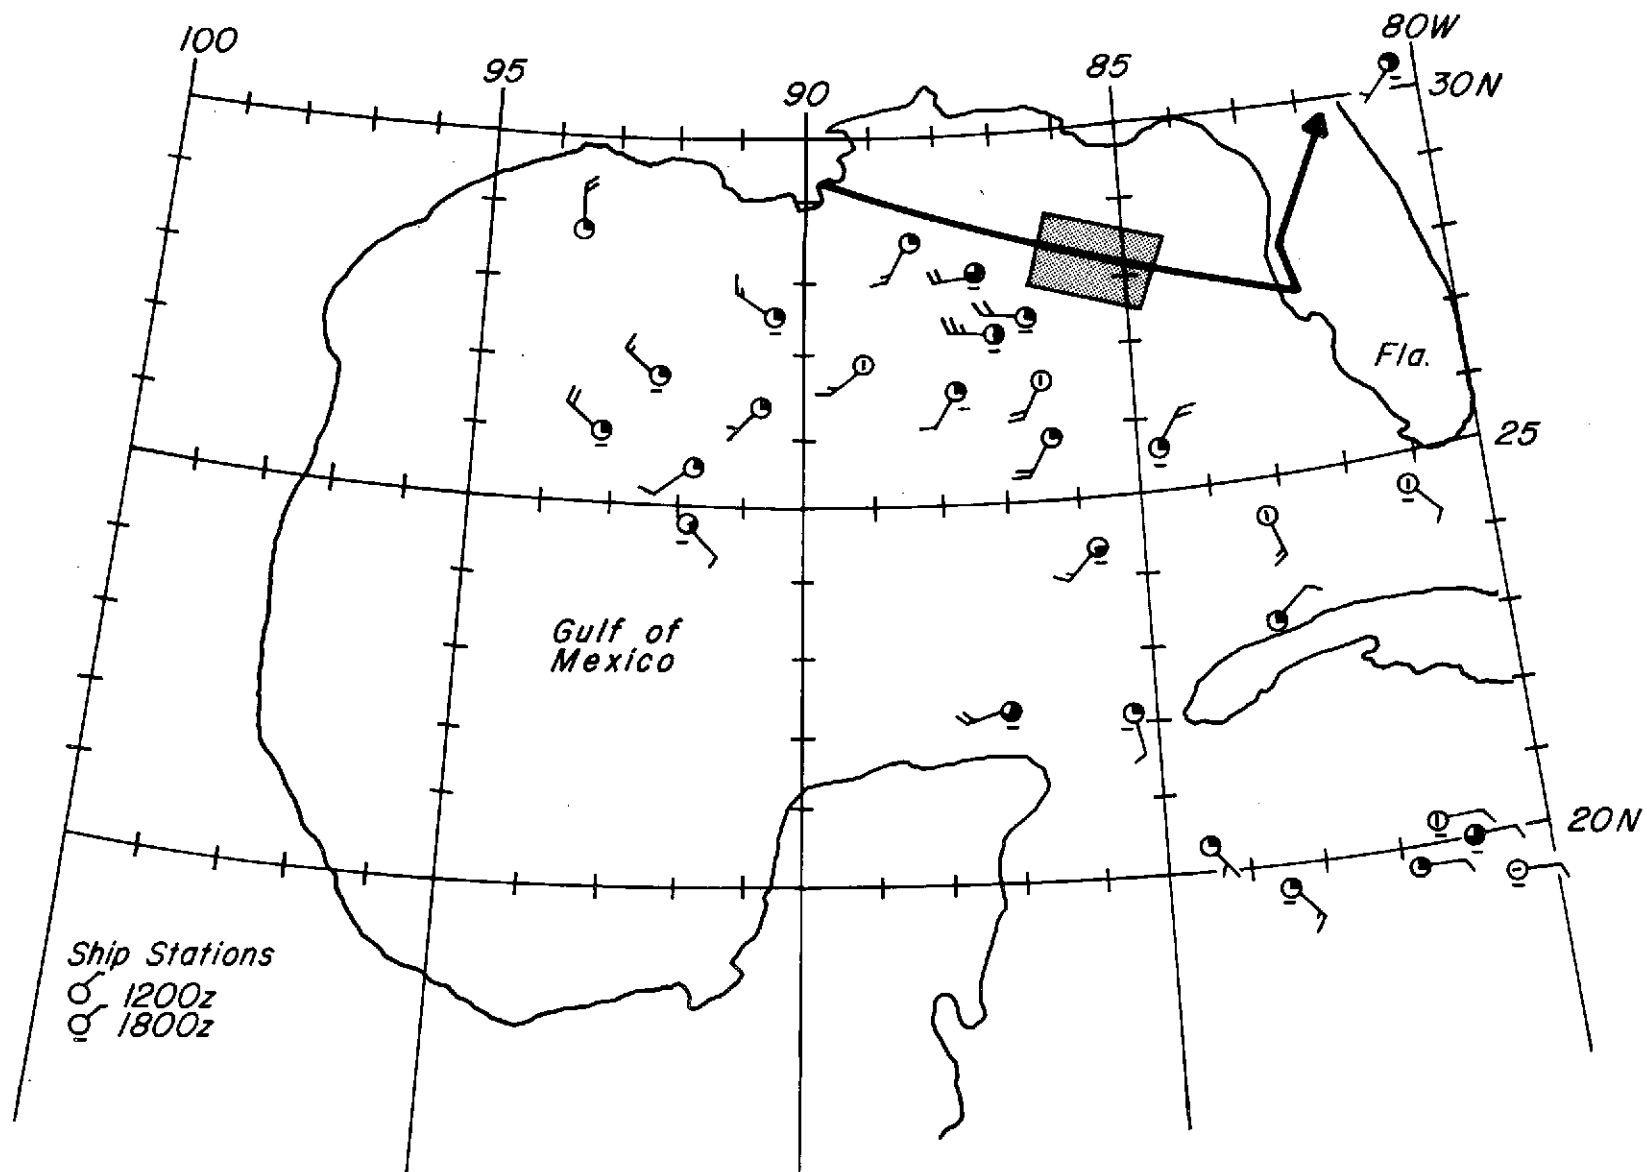 100
95
90
85
80W
30N
Fla.
25
Gulf of
Mexico
20N
Ship Stations
1200z
1800z